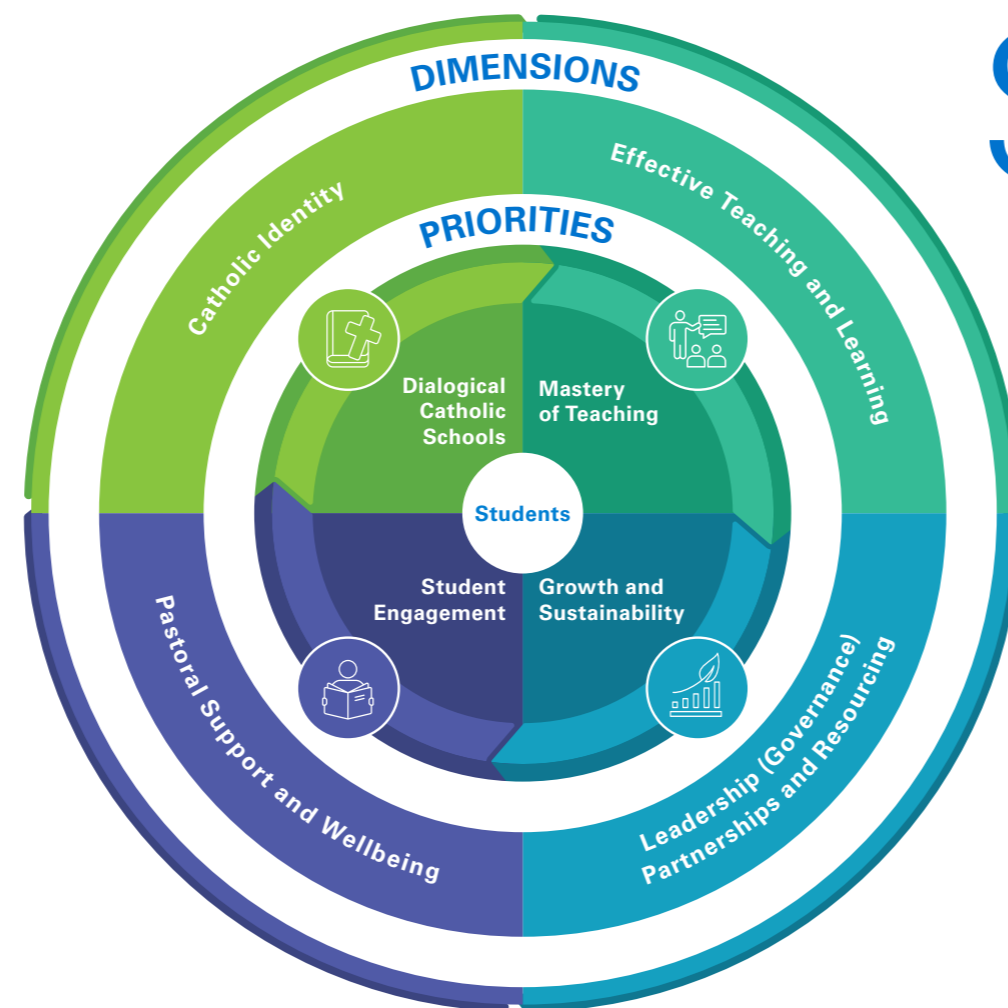 DIMENSIONS
Catholic Identity
Effective Teaching and Learning
PRIORITIES
Dialogical
Catholic
Schools
Mastery
of Teaching
Students
Student
Engagement
Growth and
Sustainability
Pastoral Support and Wellbeing
Leadership (Governance)
Partnerships and Resourcing